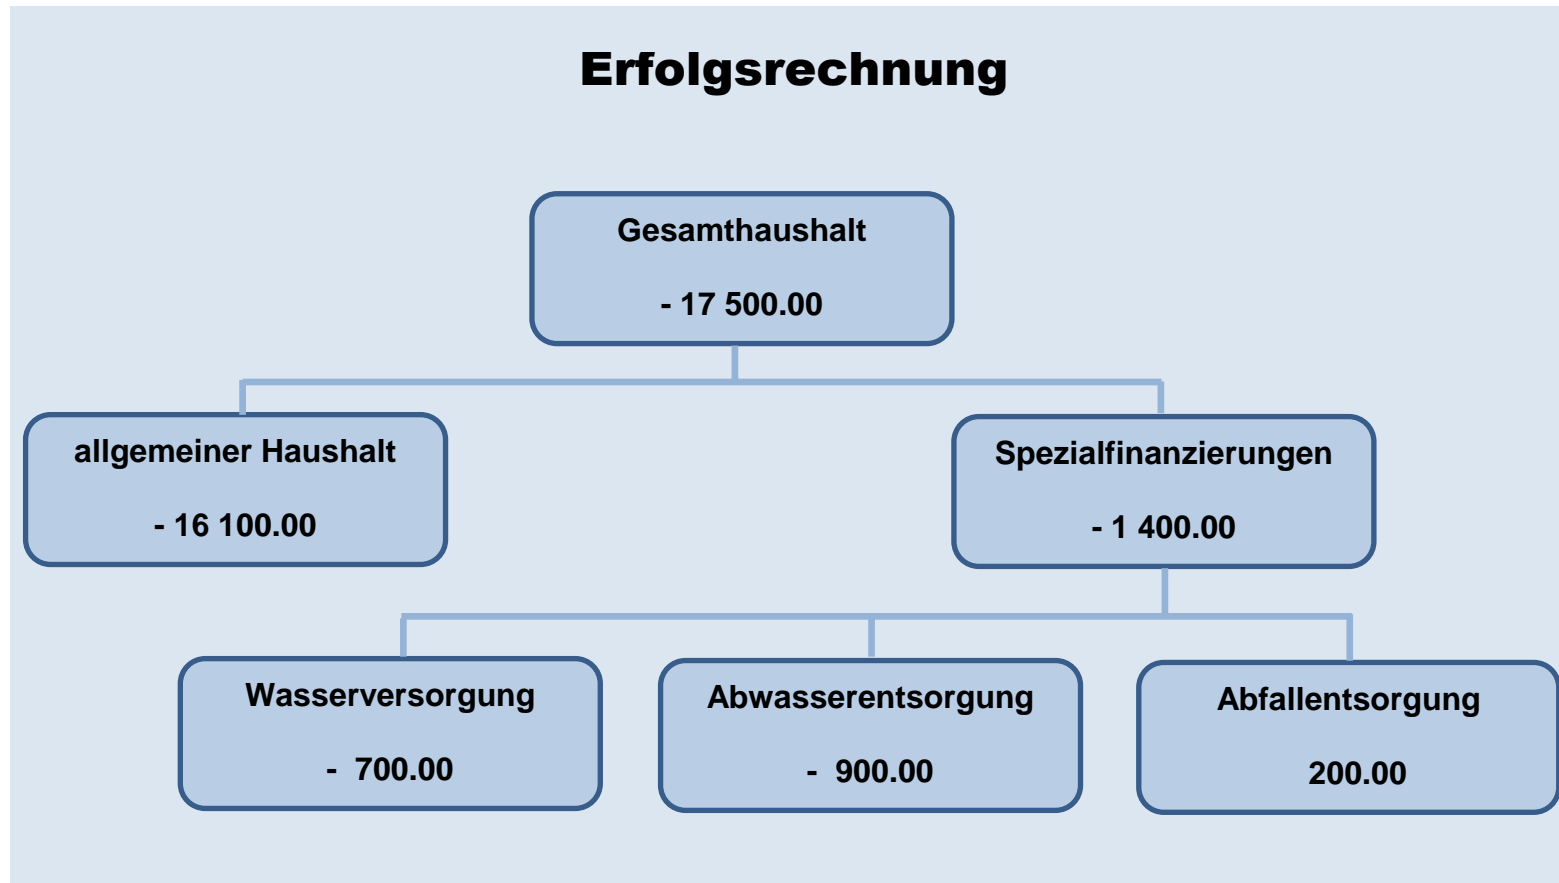 Erfolgsrechnung
Gesamthaushalt
- 17 500.00
allgemeiner Haushalt
- 16 100.00
Spezialfinanzierungen
- 1 400.00
Wasserversorgung
-  700.00
Abwasserentsorgung
-  900.00
Abfallentsorgung
200.00